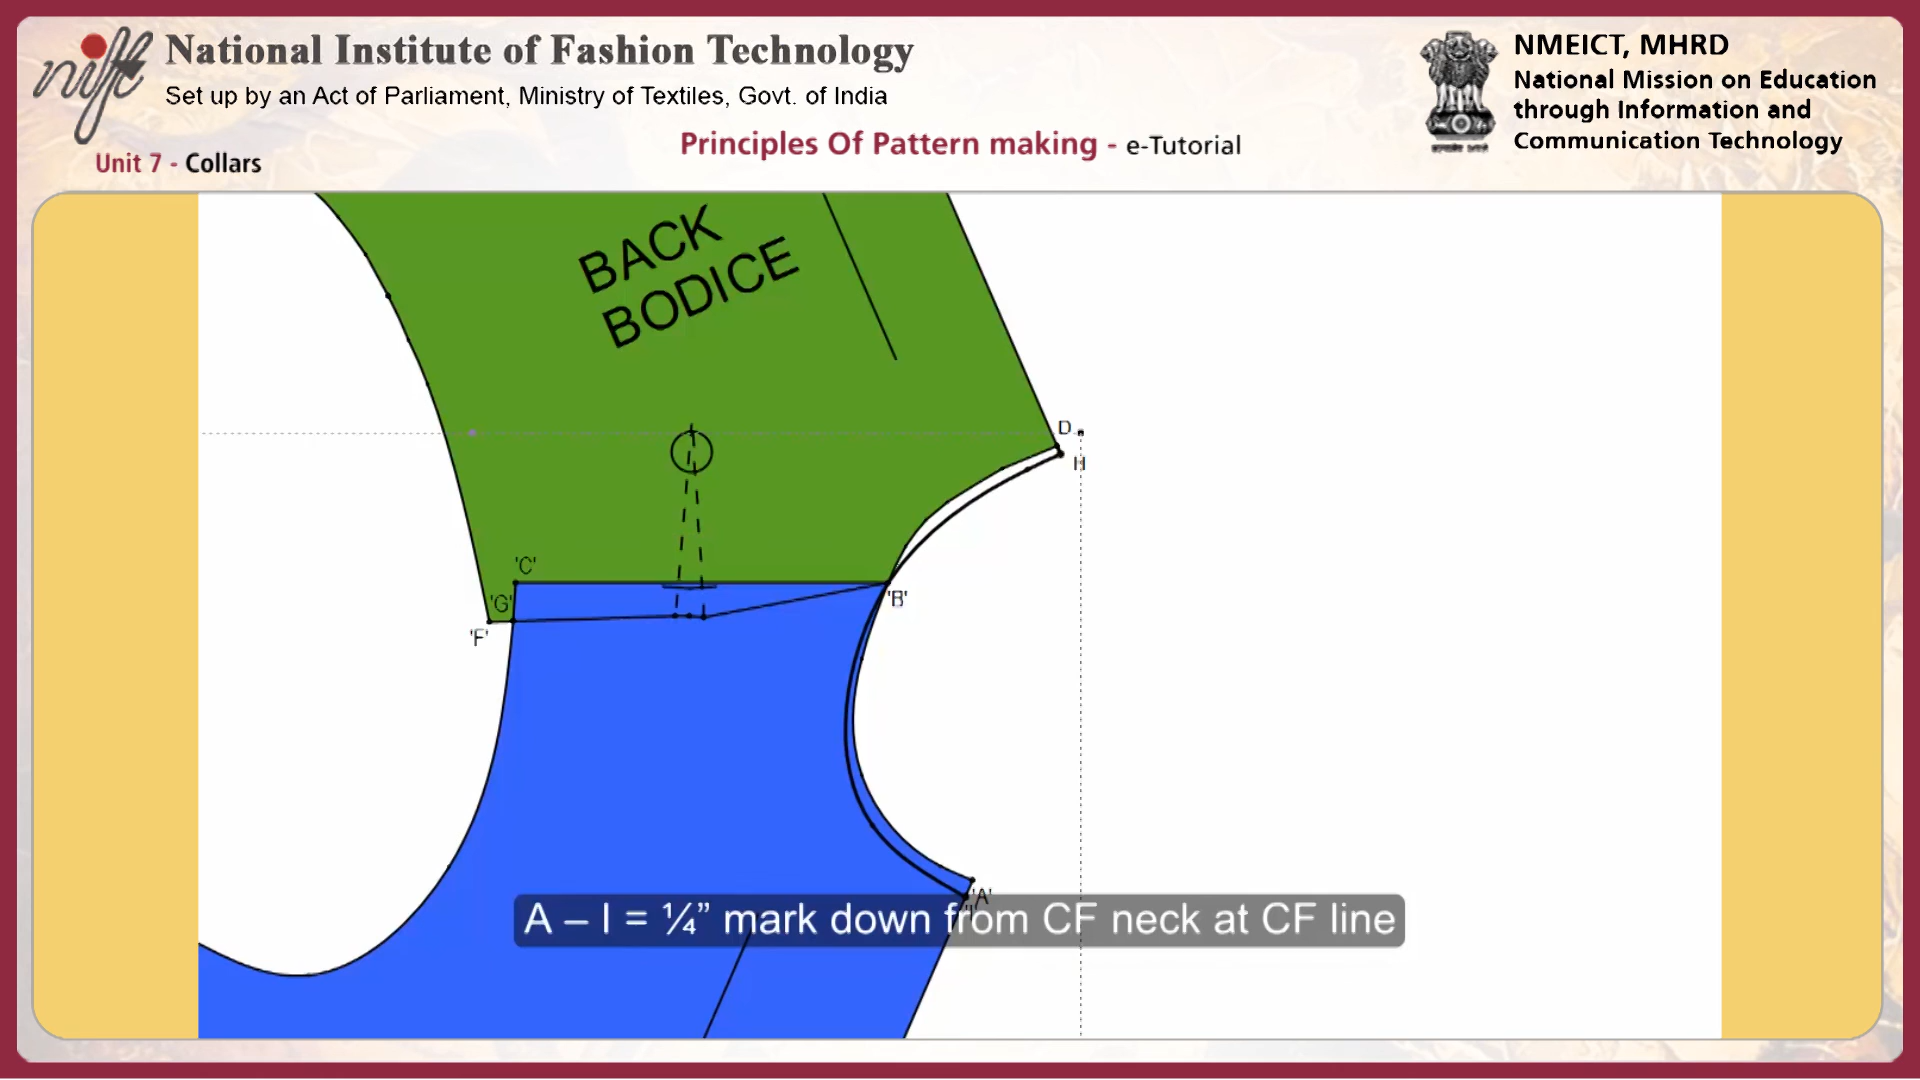 nift
National Institute of Fashion Technology
Set up by an Act of Parliament, Ministry of Textiles, Govt. of India
NMEICT, MHRD
National Mission on Education
through Information and
Communication Technology
Principles Of Pattern making - e-Tutorial
Unit 7 - Collars
BACK
BODICE
D
H
'C'
'G'
'B'
'F'
'A'
A – I = ¼” mark down from CF neck at CF line